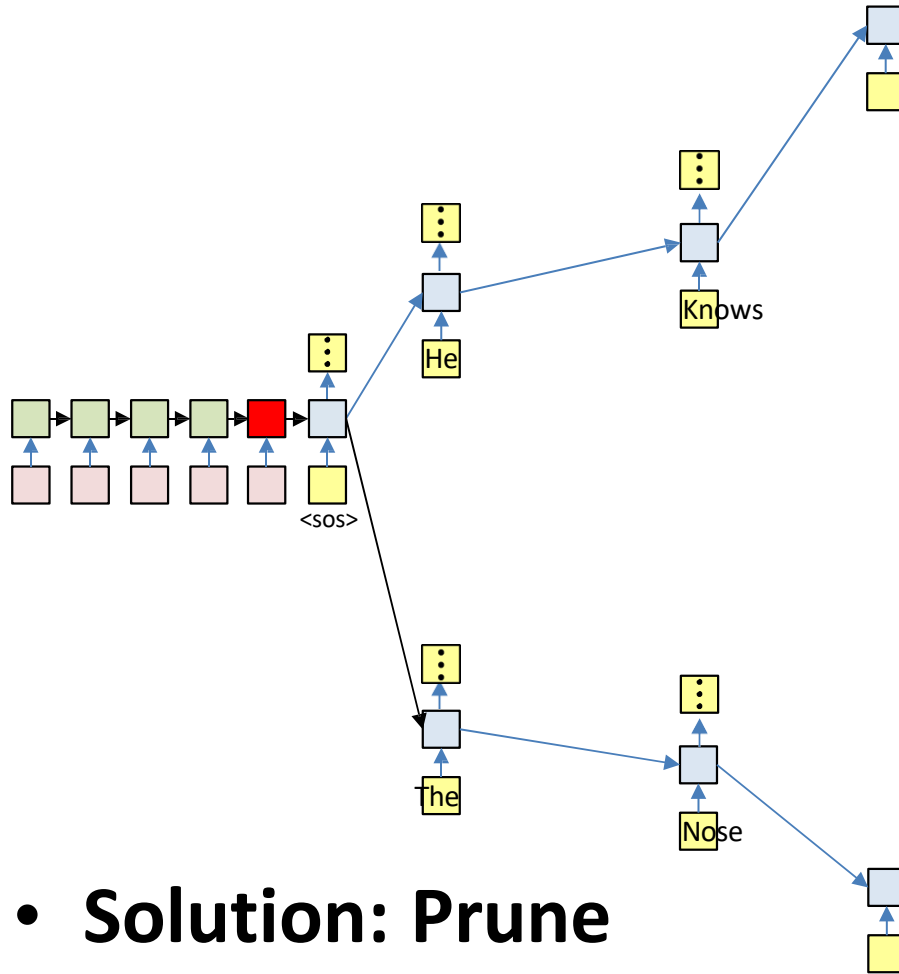 Knows
He
<sos>
The
Nose
• Solution: Prune